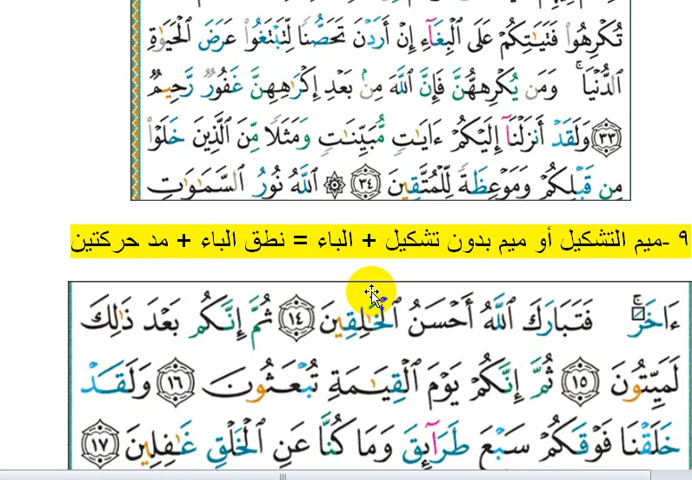 تُكْرِهُوا۟ فَتَيَـٰتِكُمْ عَلَى ٱلْبِغَآءِ إِنْ أَرَدْنَ تَحَصُّنًا لِّتَبْتَغُوا۟ عَرَضَ ٱلْحَيَوٰةِ
ٱلدُّنْيَا ۚ وَمَن يُكْرِههُّنَّ فَإِنَّ ٱللَّهَ مِنۢ بَعْدِ إِكْرَٰهِهِنَّ غَفُورٌ رَّحِيمٌ
٣٣ وَلَقَدْ أَنزَلْنَآ إِلَيْكُمْ ءَايَـٰتٍ مُّبَيِّنَـٰتٍ وَمَثَلًا مِّنَ ٱلَّذِينَ خَلَوْا۟
مِن قَبْلِكُمْ وَمَوْعِظَةً لِّلْمُتَّقِينَ ٣٤ ۞ ٱللَّهُ نُورُ ٱلسَّمَـٰوَٰتِ
٩ -ميم التشكيل أو ميم بدون تشكيل + الباء = نطق الباء + مد حركتين
ءَاخَرَ ۚ فَتَبَارَكَ ٱللَّهُ أَحْسَنُ ٱلْخَـٰلِقِينَ ١٤ ثُمَّ إِنَّكُم بَعْدَ ذَٰلِكَ
لَمَيِّتُونَ ١٥ ثُمَّ إِنَّكُمْ يَوْمَ ٱلْقِيَـٰمَةِ تُبْعَثُونَ ١٦ وَلَقَدْ
خَلَقْنَا فَوْقَكُمْ سَبْعَ طَرَآئِقَ وَمَا كُنَّا عَنِ ٱلْخَلْقِ غَـٰفِلِينَ ١٧